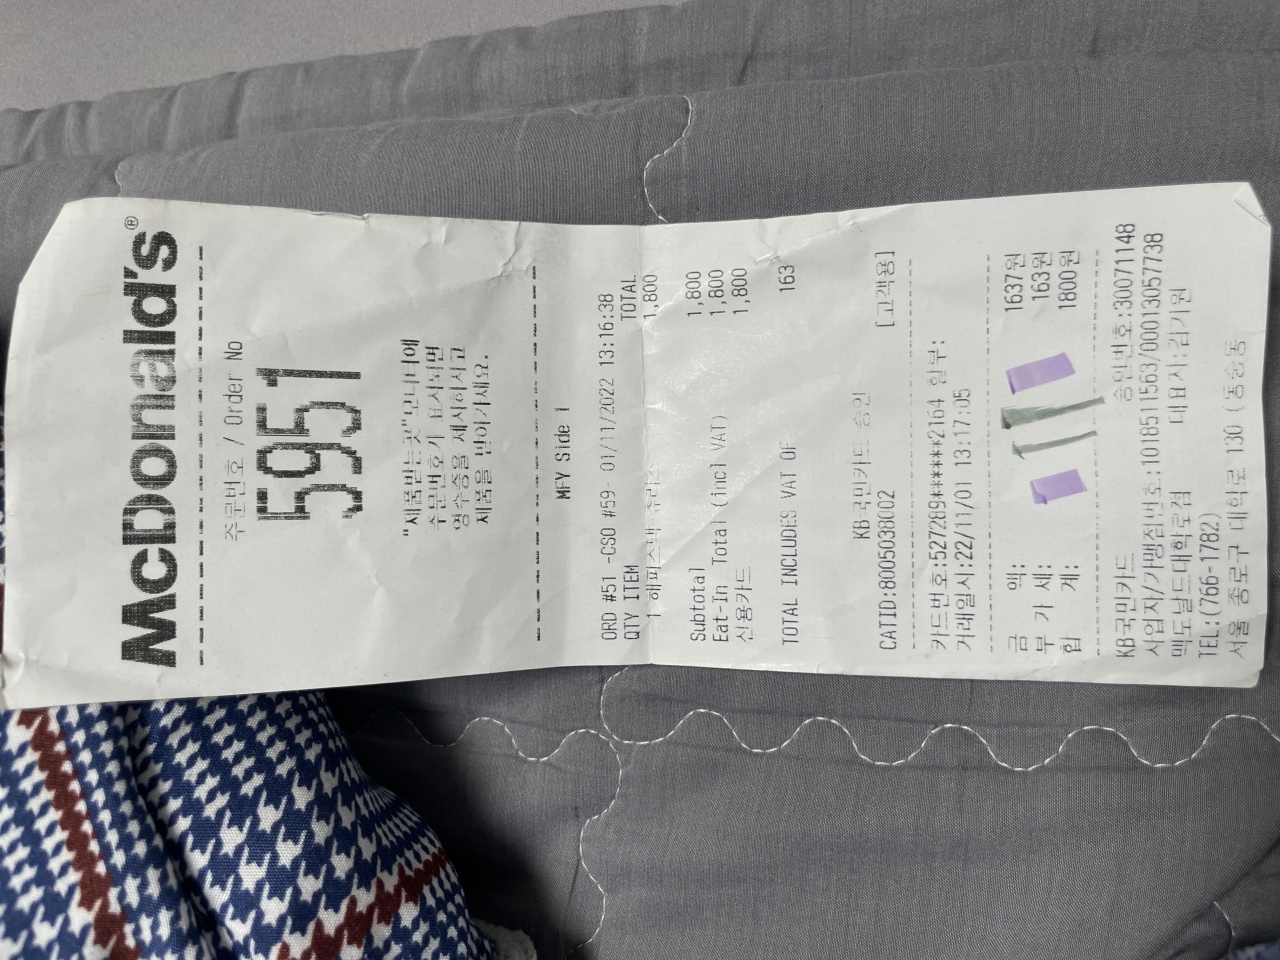 McDonald's®
주문번호 / Order No
5951
"제품받는곳"모니터에
주문번호가 표시되면
영수증을 제시하시고
제품을 받아가세요.
MFY Side 1
ORD #51 -CSO #59- 01/11/2022 13:16:38
QTY ITEM TOTAL
1 해피스낵 1,800
Subtotal 1,800
Eat-In Total (incl VAT) 1,800
신용카드 1,800
TOTAL INCLUDES VAT OF 163
KB국민카드 승인 [고객용]
CATID:8005038002
카드번호:527289******2164 할부:
거래일시:22/11/01 13:17:05
금 액: 1637원
부 가 세: 163원
합 계: 1800원
KB국민카드 승인번호:30071148
사업자/가맹점번호:1018511563/00013057738
맥도날드대학로점 대표자:김기원
TEL:(766-1782)
서울 종로구 대학로 130 (동숭동